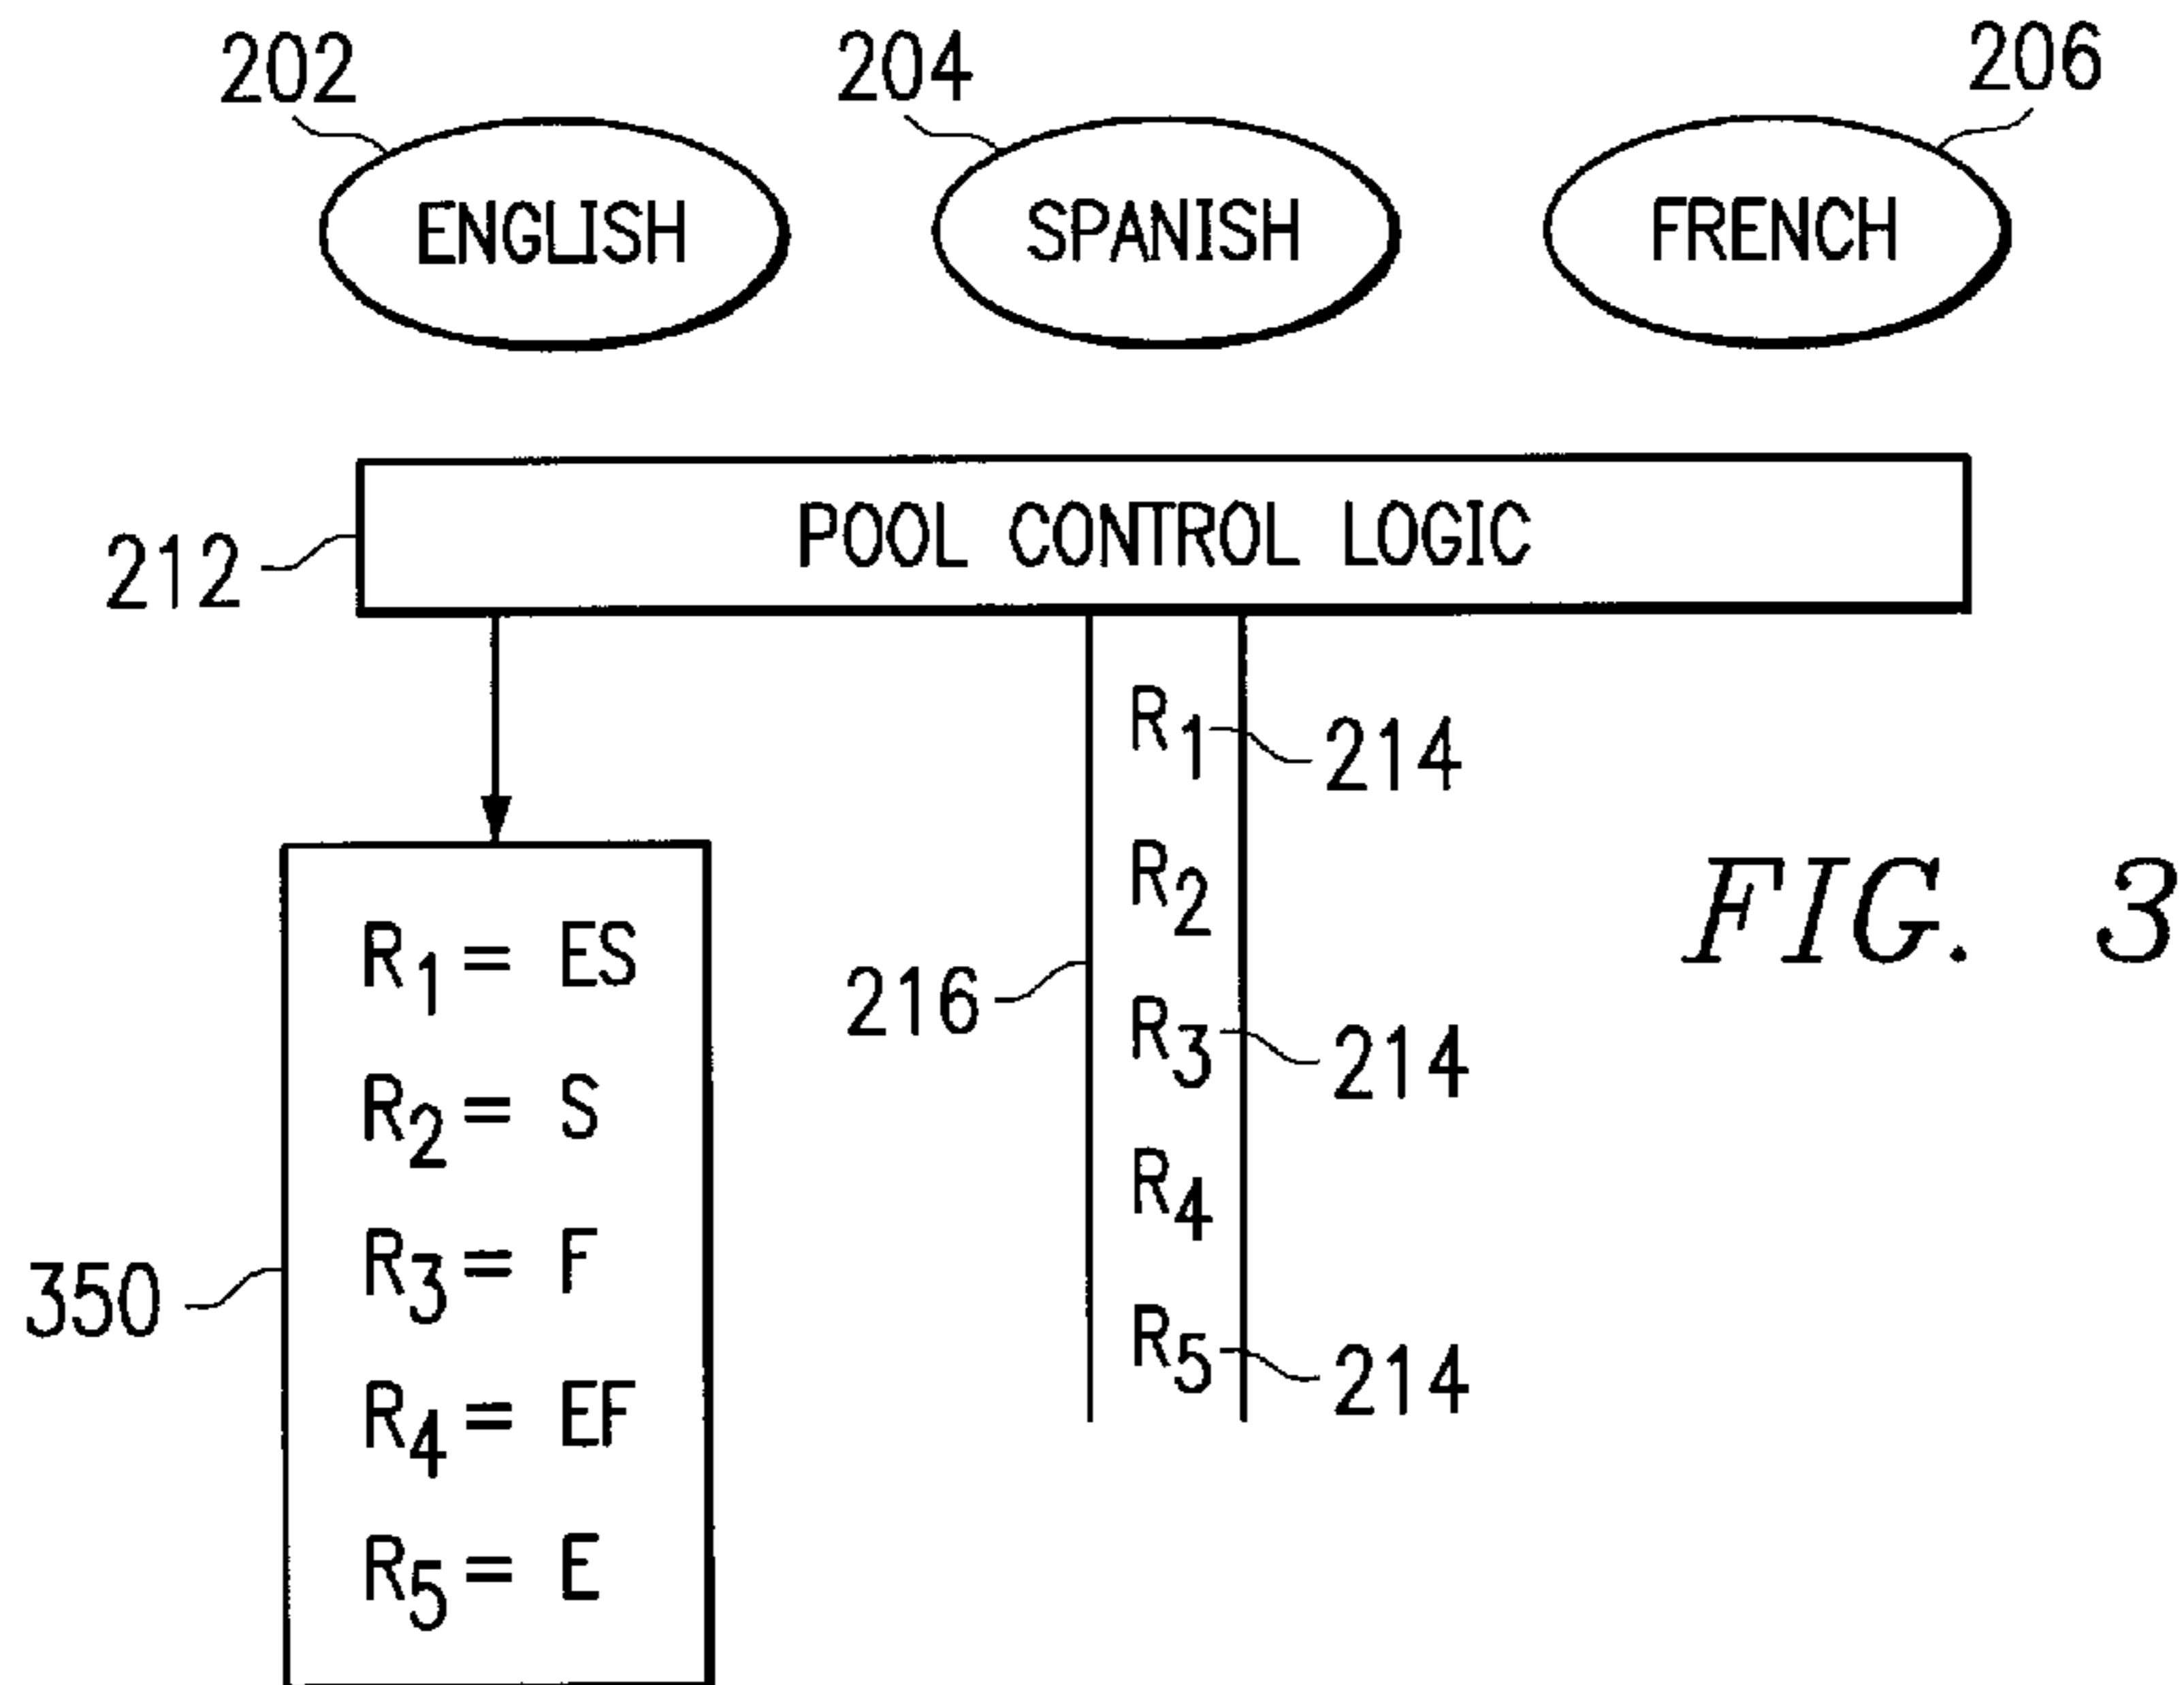 202 204 206
ENGLISH SPANISH FRENCH
212 POOL CONTROL LOGIC
R1 214
R2
216 R3 214
R4
R5 214
350
R1 = ES
R2 = S
R3 = F
R4 = EF
R5 = E
FIG. 3